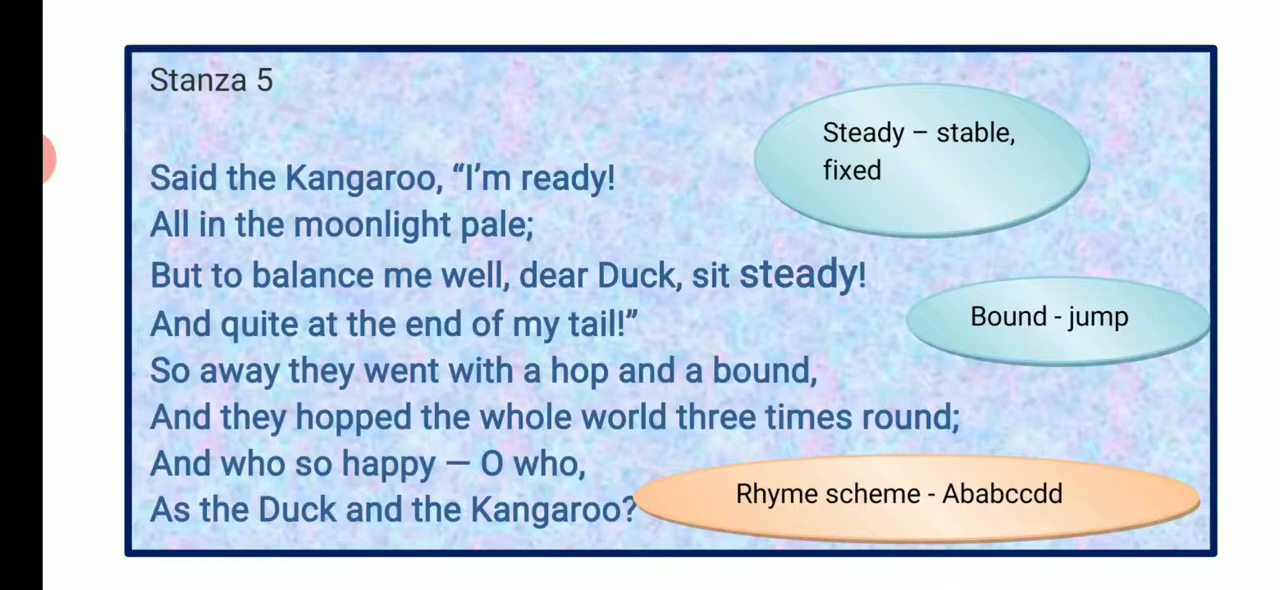 Stanza 5
Steady – stable,
fixed
Said the Kangaroo, “I’m ready!
All in the moonlight pale;
But to balance me well, dear Duck, sit steady!
And quite at the end of my tail!”
So away they went with a hop and a bound,
And they hopped the whole world three times round;
And who so happy — O who,
As the Duck and the Kangaroo?
Bound - jump
Rhyme scheme - Ababccdd